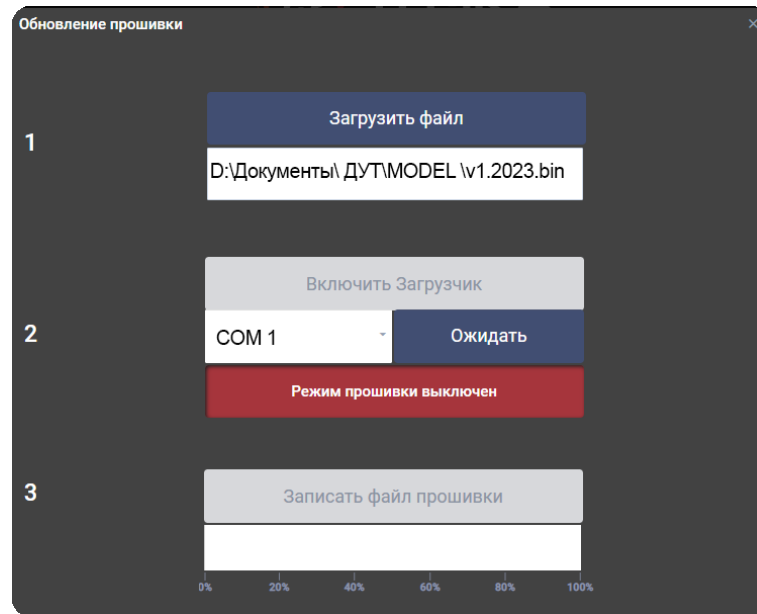 Обновление прошивки
×
1
Загрузить файл
D:\Документы\ ДУТ\MODEL \v1.2023.bin
Включить Загрузчик
2
COM 1
Ожидать
Режим прошивки выключен
3
Записать файл прошивки
0% 20% 40% 60% 80% 100%